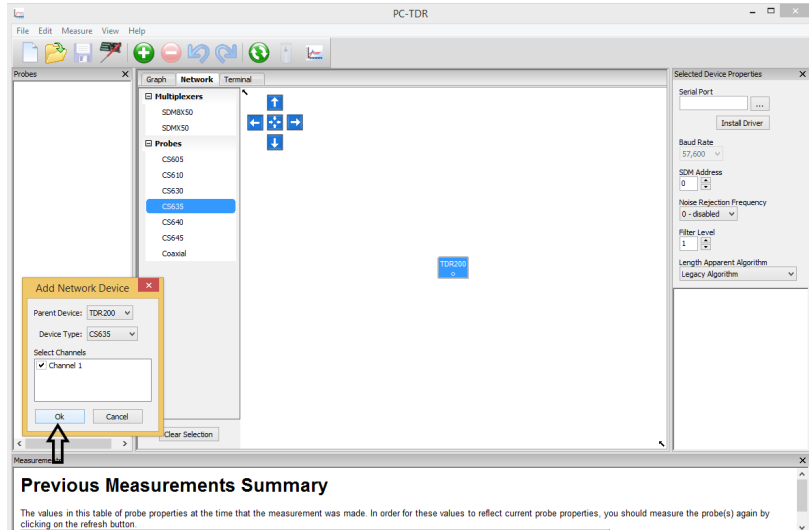 PC-TDR
File Edit Measure View Help
Probes
Graph Network Terminal
Selected Device Properties
Multiplexers
SDM8X50
SDMX50
Probes
CS605
CS610
CS630
CS635
CS640
CS645
Coaxial
TDR200
Serial Port
...
Install Driver
Baud Rate
57,600
SDM Address
0
Noise Rejection Frequency
0 - disabled
Filter Level
1
Length Apparent Algorithm
Legacy Algorithm
Add Network Device
Parent Device: TDR200
Device Type: CS635
Select Channels
Channel 1
Ok Cancel
Clear Selection
Previous Measurements Summary
The values in this table of probe properties at the time that the measurement was made. In order for these values to reflect current probe properties, you should measure the probe(s) again by
clicking on the refresh button.